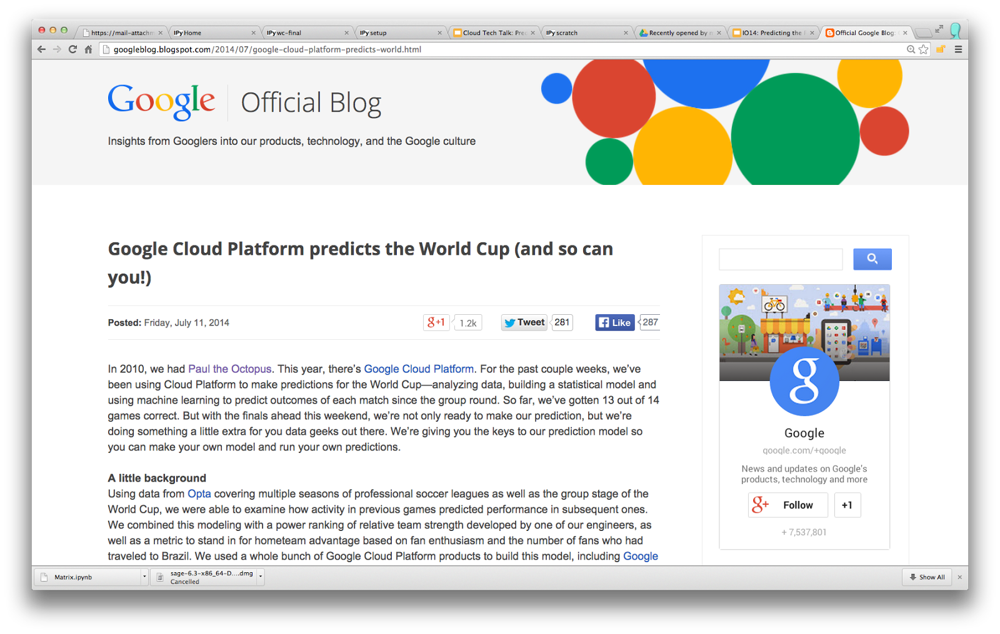 https://mail-attachm
IPy Home
IPy wc-final
IPy setup
Cloud Tech Talk: Pred
IPy scratch
Recently opened by m
IO14: Predicting the F
Official Google Blog:
googleblog.blogspot.com/2014/07/google-cloud-platform-predicts-world.html
Google Official Blog
Insights from Googlers into our products, technology, and the Google culture
Google Cloud Platform predicts the World Cup (and so can
you!)
Posted: Friday, July 11, 2014
g+1 1.2k Tweet 281 Like 287
In 2010, we had Paul the Octopus. This year, there’s Google Cloud Platform. For the past couple weeks, we’ve
been using Cloud Platform to make predictions for the World Cup—analyzing data, building a statistical model and
using machine learning to predict outcomes of each match since the group round. So far, we’ve gotten 13 out of 14
games correct. But with the finals ahead this weekend, we’re not only ready to make our prediction, but we’re
doing something a little extra for you data geeks out there. We’re giving you the keys to our prediction model so
you can make your own model and run your own predictions.
A little background
Using data from Opta covering multiple seasons of professional soccer leagues as well as the group stage of the
World Cup, we were able to examine how activity in previous games predicted performance in subsequent ones.
We combined this modeling with a power ranking of relative team strength developed by one of our engineers, as
well as a metric to stand in for hometeam advantage based on fan enthusiasm and the number of fans who had
traveled to Brazil. We used a whole bunch of Google Cloud Platform products to build this model, including Google
g
Google
google.com/+google
News and updates on Google's
products, technology and more
g+ Follow +1
+ 7,537,801
Matrix.ipynb
sage-6.3-x86_64-D....dmg
Cancelled
Show All